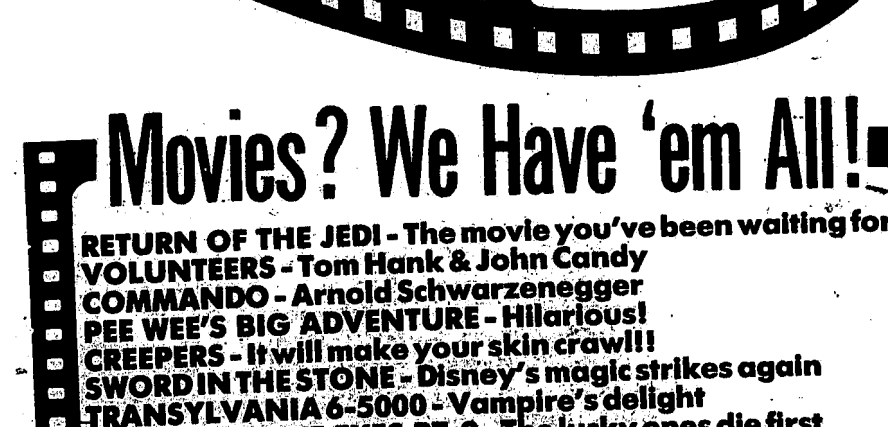 Movies? We Have 'em All!
RETURN OF THE JEDI - The movie you've been waiting for
VOLUNTEERS - Tom Hank & John Candy
COMMANDO - Arnold Schwarzenegger
PEE WEE'S BIG ADVENTURE - Hilarious!
CREEPERS - It will make your skin crawl!!
SWORD IN THE STONE - Disney's magic strikes again
TRANSYLVANIA 6-5000 - Vampire's delight
PT. 2 - The lucky ones die first